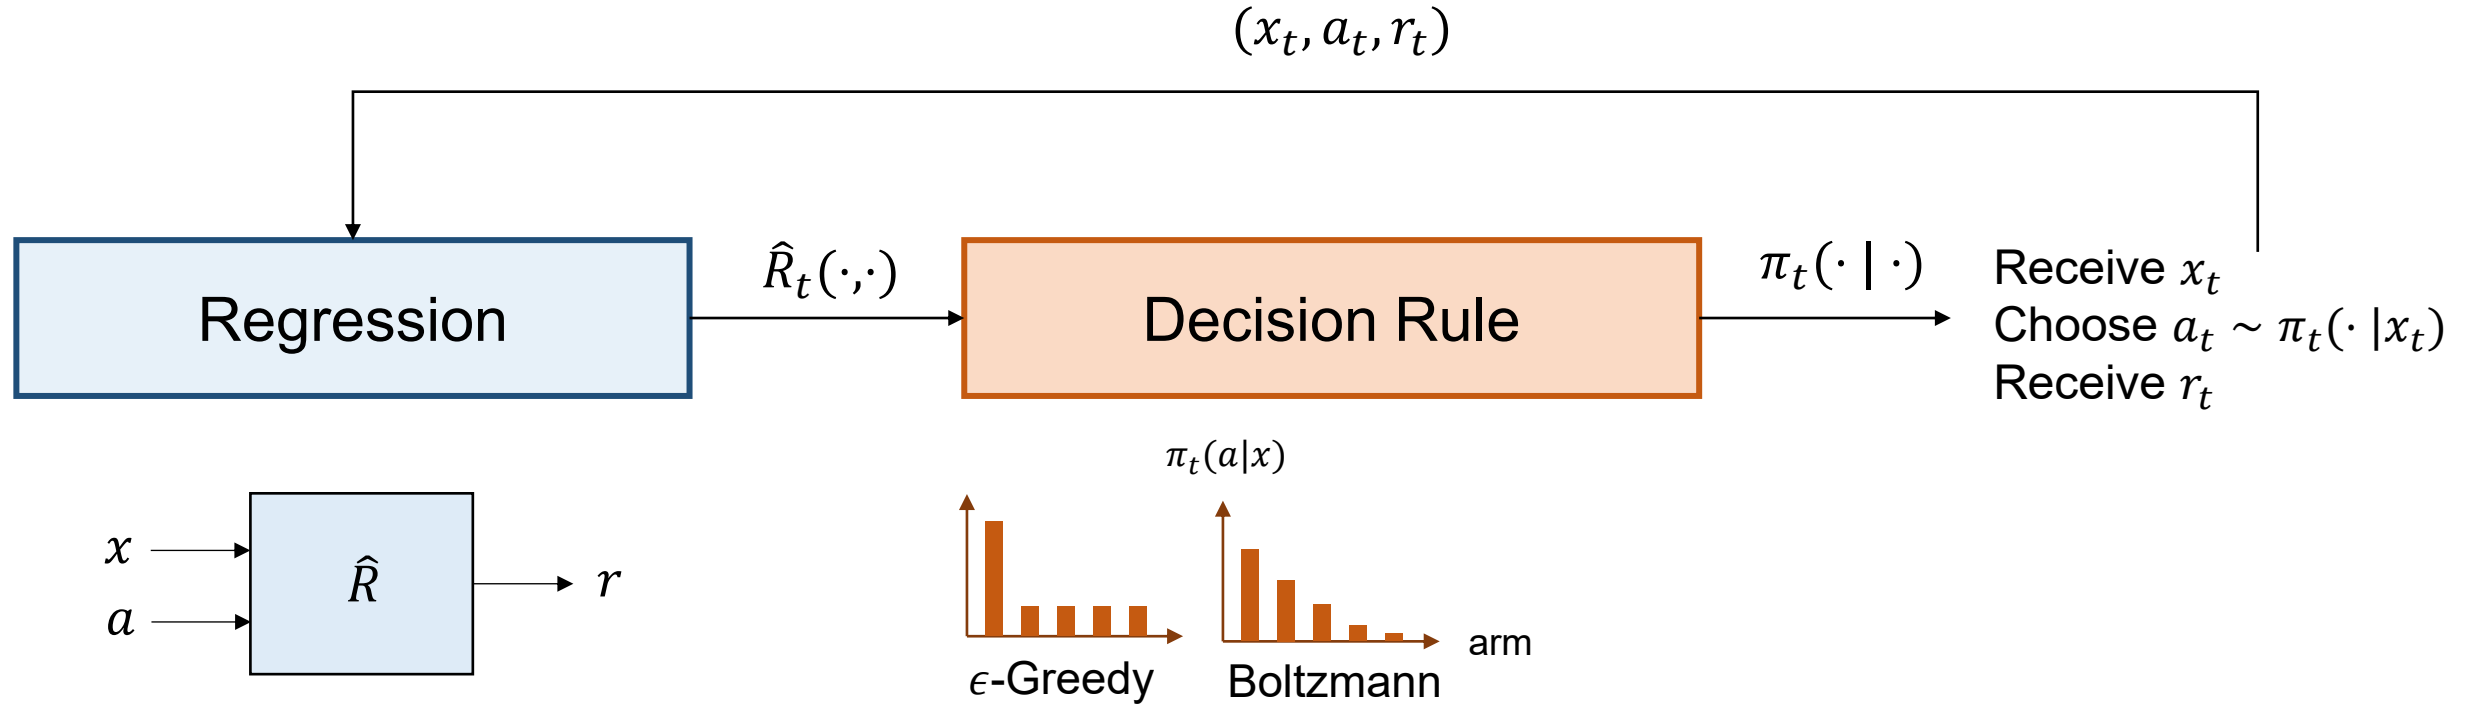 (x_t, a_t, r_t)
Regression
R̂_t(·,·)
Decision Rule
π_t(· | ·)
Receive x_t
Choose a_t ~ π_t(· |x_t)
Receive r_t
x
a
R̂
r
π_t(a|x)
arm
ϵ-Greedy
Boltzmann